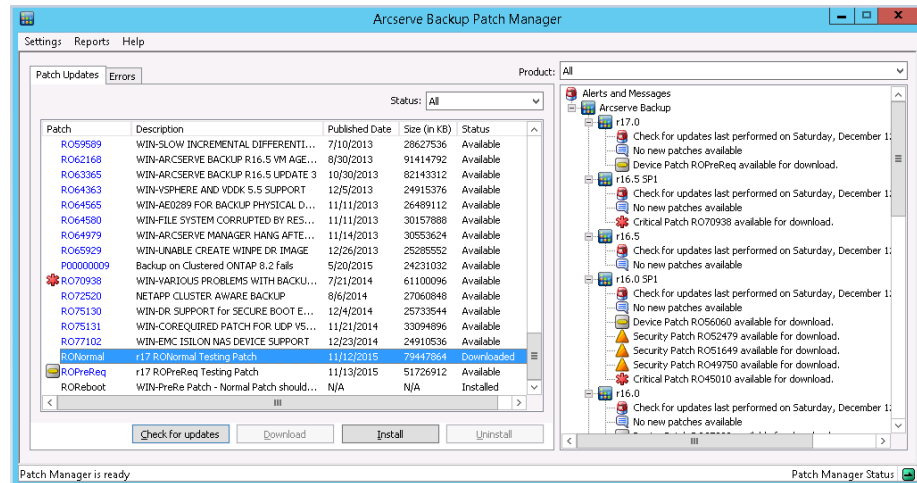 Arcserve Backup Patch Manager
Settings Reports Help
Patch Updates Errors
Product: All
Status: All
Patch Description Published Date Size (in KB) Status
RO59589 WIN-SLOW INCREMENTAL DIFFERENTI... 7/10/2013 28627536 Available
RO62168 WIN-ARCSERVE BACKUP R16.5 VM AGE... 8/30/2013 91414792 Available
RO63365 WIN-ARCSERVE BACKUP R16.5 UPDATE 3 10/30/2013 82143312 Available
RO64363 WIN-VSPHERE AND VDDK 5.5 SUPPORT 12/5/2013 24915376 Available
RO64565 WIN-AE0289 FOR BACKUP PHYSICAL D... 11/11/2013 26489112 Available
RO64580 WIN-FILE SYSTEM CORRUPTED BY RES... 11/11/2013 30157888 Available
RO64979 WIN-ARCSERVE MANAGER HANG AFTE... 11/14/2013 30553624 Available
RO65929 WIN-UNABLE CREATE WINPE DR IMAGE 12/26/2013 25285552 Available
P00000009 Backup on Clustered ONTAP 8.2 fails 5/20/2015 24231032 Available
RO70938 WIN-VARIOUS PROBLEMS WITH BACKU... 7/21/2014 61100096 Available
RO72520 NETAPP CLUSTER AWARE BACKUP 8/6/2014 27060848 Available
RO75130 WIN-DR SUPPORT for SECURE BOOT E... 12/4/2014 25733544 Available
RO75131 WIN-COREQUIRED PATCH FOR UDP V5... 11/21/2014 33094896 Available
RO77102 WIN-EMC ISILON NAS DEVICE SUPPORT 12/23/2014 24910536 Available
RONormal r17 RONormal Testing Patch 11/12/2015 79447864 Downloaded
ROPreReq r17 ROPreReq Testing Patch 11/13/2015 51726912 Available
ROReboot WIN-PreRe Patch - Normal Patch should... N/A N/A Installed
Check for updates Download Install Uninstall
Alerts and Messages
Arcserve Backup
r17.0
Check for updates last performed on Saturday, December 1
No new patches available
Device Patch ROPreReq available for download.
r16.5 SP1
Check for updates last performed on Saturday, December 1
No new patches available
Critical Patch RO70938 available for download.
r16.5
Check for updates last performed on Saturday, December 1
No new patches available
r16.0 SP1
Check for updates last performed on Saturday, December 1
No new patches available
Device Patch RO56060 available for download.
Security Patch RO52479 available for download.
Security Patch RO51649 available for download.
Security Patch RO49750 available for download.
Critical Patch RO45010 available for download.
r16.0
Check for updates last performed on Saturday, December 1
No new patches available
Patch Manager is ready
Patch Manager Status